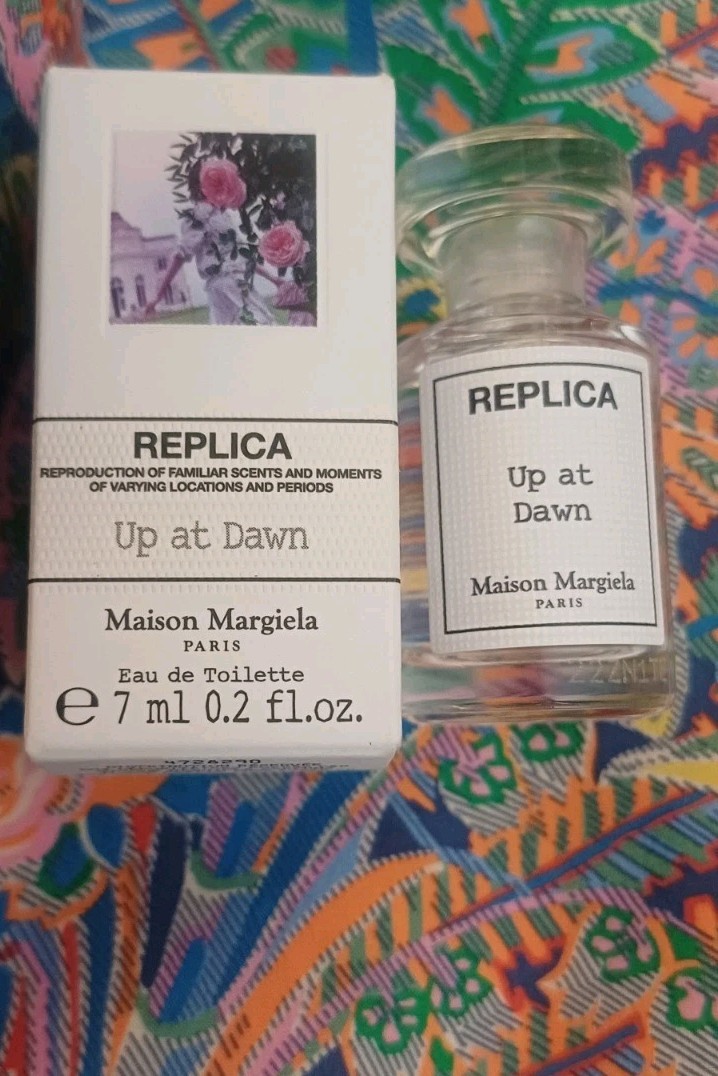 REPLICA
REPRODUCTION OF FAMILIAR SCENTS AND MOMENTS
OF VARYING LOCATIONS AND PERIODS
Up at Dawn
Maison Margiela
PARIS
Eau de Toilette
℮ 7 ml 0.2 fl.oz.
REPLICA
Up at
Dawn
Maison Margiela
PARIS